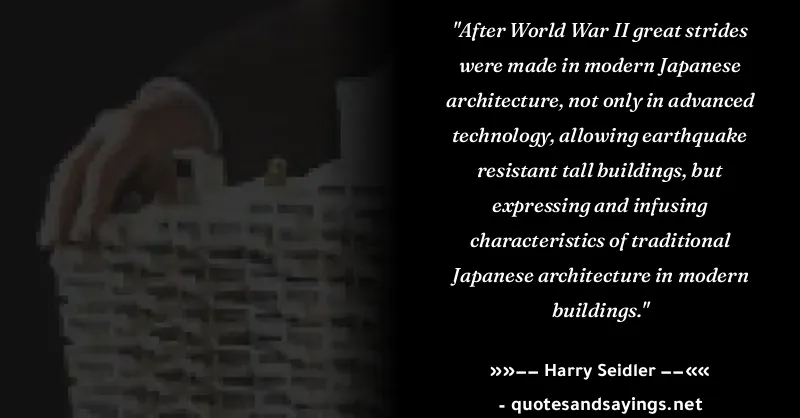 "After World War II great strides
were made in modern Japanese
architecture, not only in advanced
technology, allowing earthquake
resistant tall buildings, but
expressing and infusing
characteristics of traditional
Japanese architecture in modern
buildings."
»»–– Harry Seidler ––««
- quotesandsayings.net